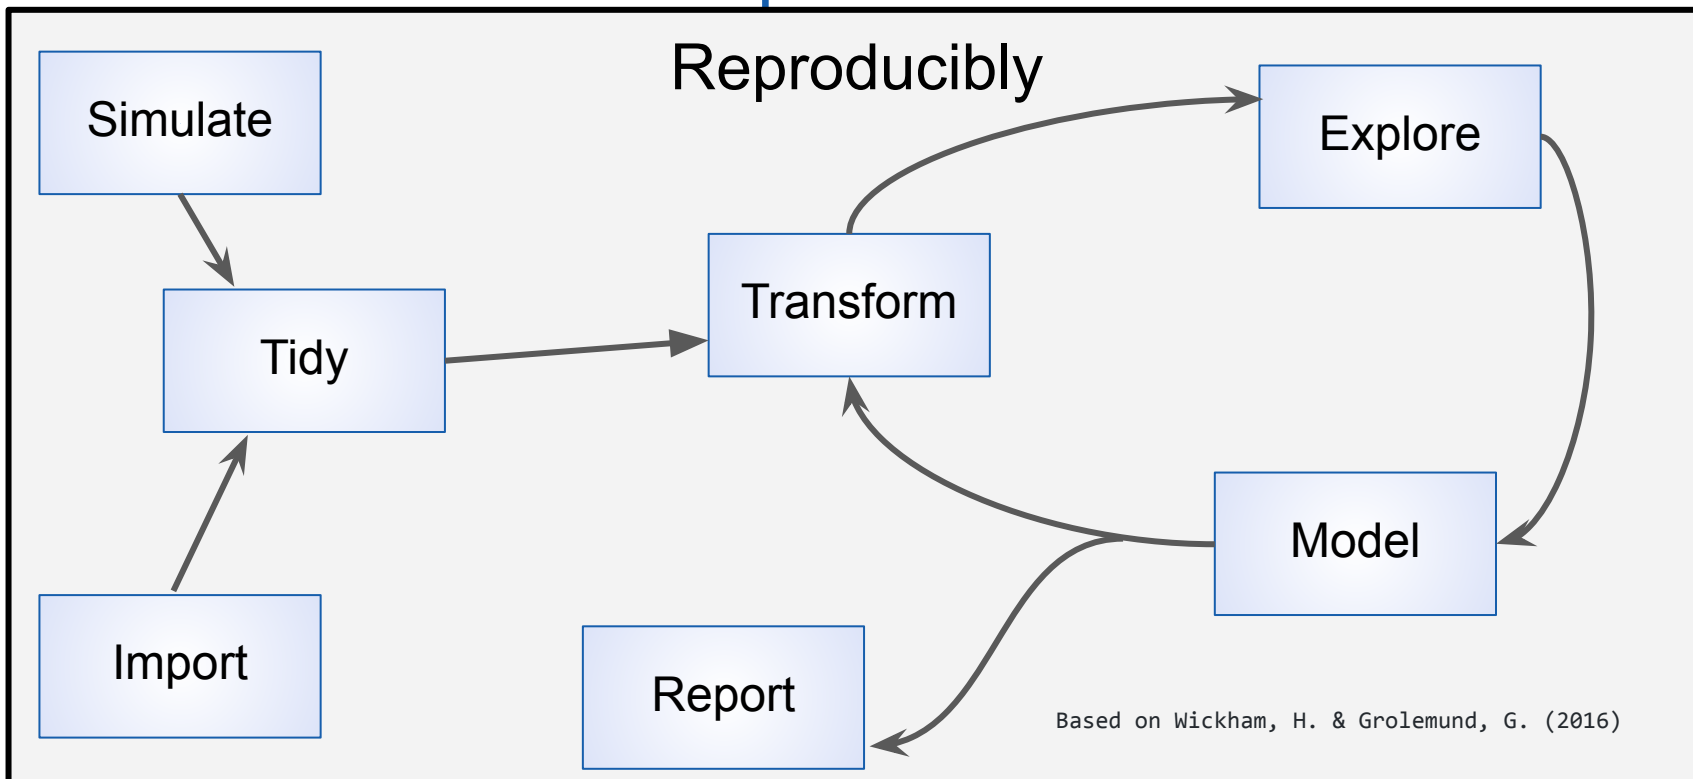 Reproducibly
Simulate
Explore
Transform
Tidy
Model
Import
Report
Based on Wickham, H. & Grolemund, G. (2016)